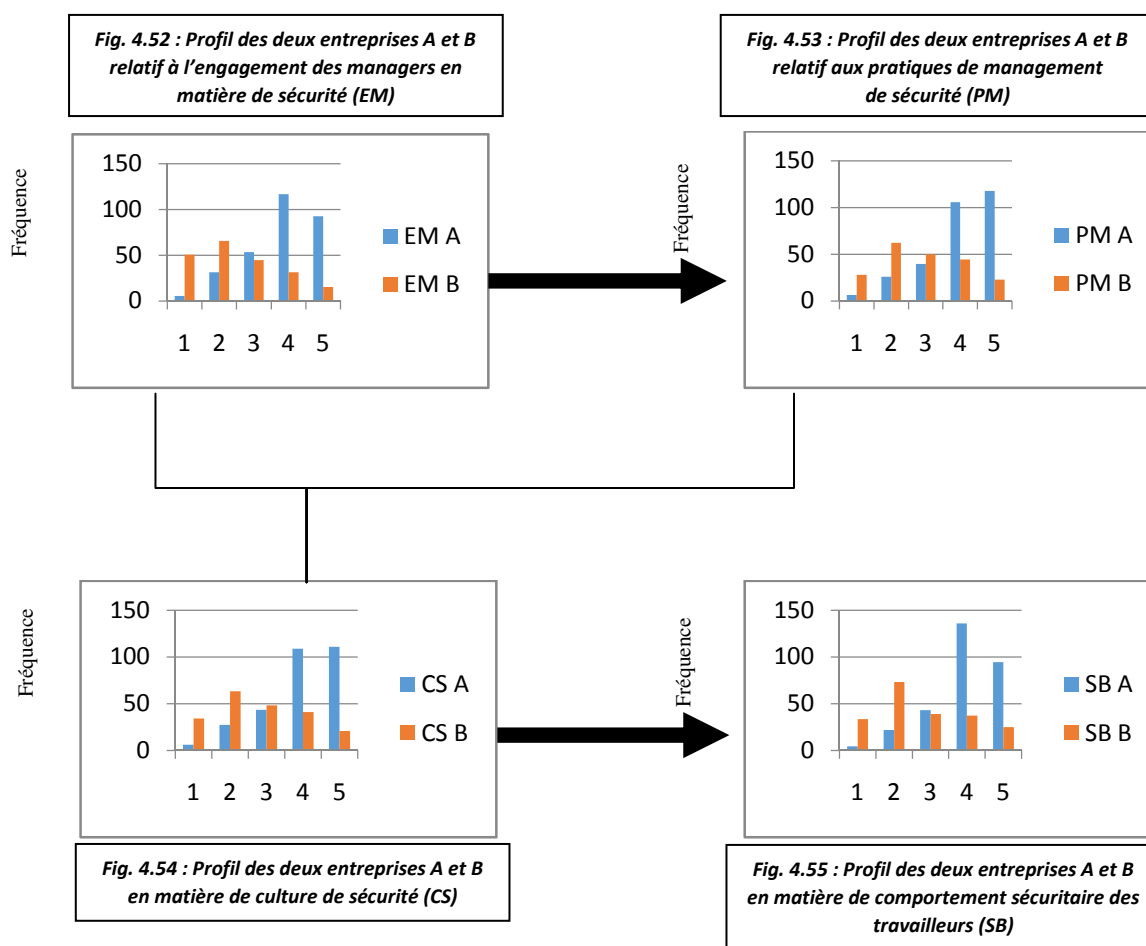 Fig. 4.52 : Profil des deux entreprises A et B
relatif à l'engagement des managers en
matière de sécurité (EM)
Fig. 4.53 : Profil des deux entreprises A et B
relatif aux pratiques de management
de sécurité (PM)
Fréquence
150
100
50
0
1 2 3 4 5
EM A
EM B
Fréquence
150
100
50
0
1 2 3 4 5
PM A
PM B
Fréquence
150
100
50
0
1 2 3 4 5
CS A
CS B
Fréquence
150
100
50
0
1 2 3 4 5
SB A
SB B
Fig. 4.54 : Profil des deux entreprises A et B
en matière de culture de sécurité (CS)
Fig. 4.55 : Profil des deux entreprises A et B
en matière de comportement sécuritaire des
travailleurs (SB)